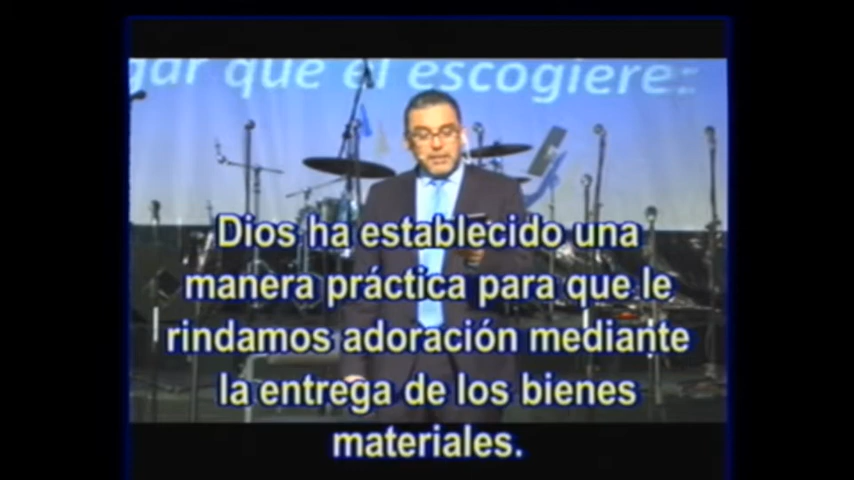 gar que él escogiere:
Dios ha establecido una
manera práctica para que le
rindamos adoración mediante
la entrega de los bienes
materiales.